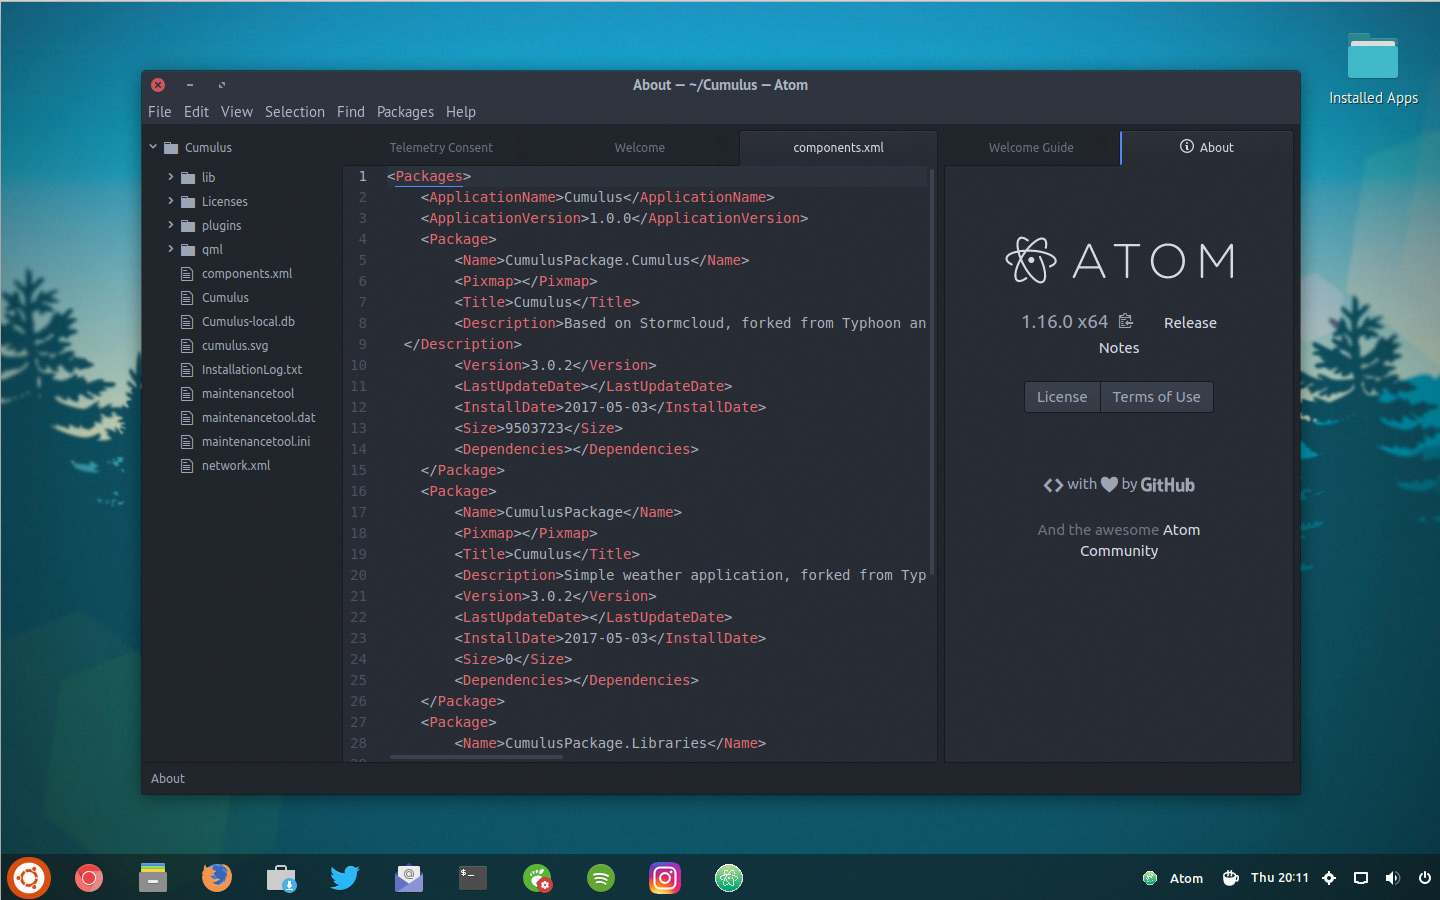 Installed Apps
About — ~/Cumulus — Atom
File Edit View Selection Find Packages Help
Cumulus
lib
Licenses
plugins
qml
components.xml
Cumulus
Cumulus-local.db
cumulus.svg
InstallationLog.txt
maintenancetool
maintenancetool.dat
maintenancetool.ini
network.xml
Telemetry Consent Welcome components.xml
1 <Packages>
2 <ApplicationName>Cumulus</ApplicationName>
3 <ApplicationVersion>1.0.0</ApplicationVersion>
4 <Package>
5 <Name>CumulusPackage.Cumulus</Name>
6 <Pixmap></Pixmap>
7 <Title>Cumulus</Title>
8 <Description>Based on Stormcloud, forked from Typhoon an
9 </Description>
10 <Version>3.0.2</Version>
11 <LastUpdateDate></LastUpdateDate>
12 <InstallDate>2017-05-03</InstallDate>
13 <Size>9503723</Size>
14 <Dependencies></Dependencies>
15 </Package>
16 <Package>
17 <Name>CumulusPackage</Name>
18 <Pixmap></Pixmap>
19 <Title>Cumulus</Title>
20 <Description>Simple weather application, forked from Typ
21 <Version>3.0.2</Version>
22 <LastUpdateDate></LastUpdateDate>
23 <InstallDate>2017-05-03</InstallDate>
24 <Size>0</Size>
25 <Dependencies></Dependencies>
26 </Package>
27 <Package>
28 <Name>CumulusPackage.Libraries</Name>
Welcome Guide About
ATOM
1.16.0 x64 Release
Notes
License Terms of Use
<> with by GitHub
And the awesome Atom
Community
About
@
$_
Atom Thu 20:11